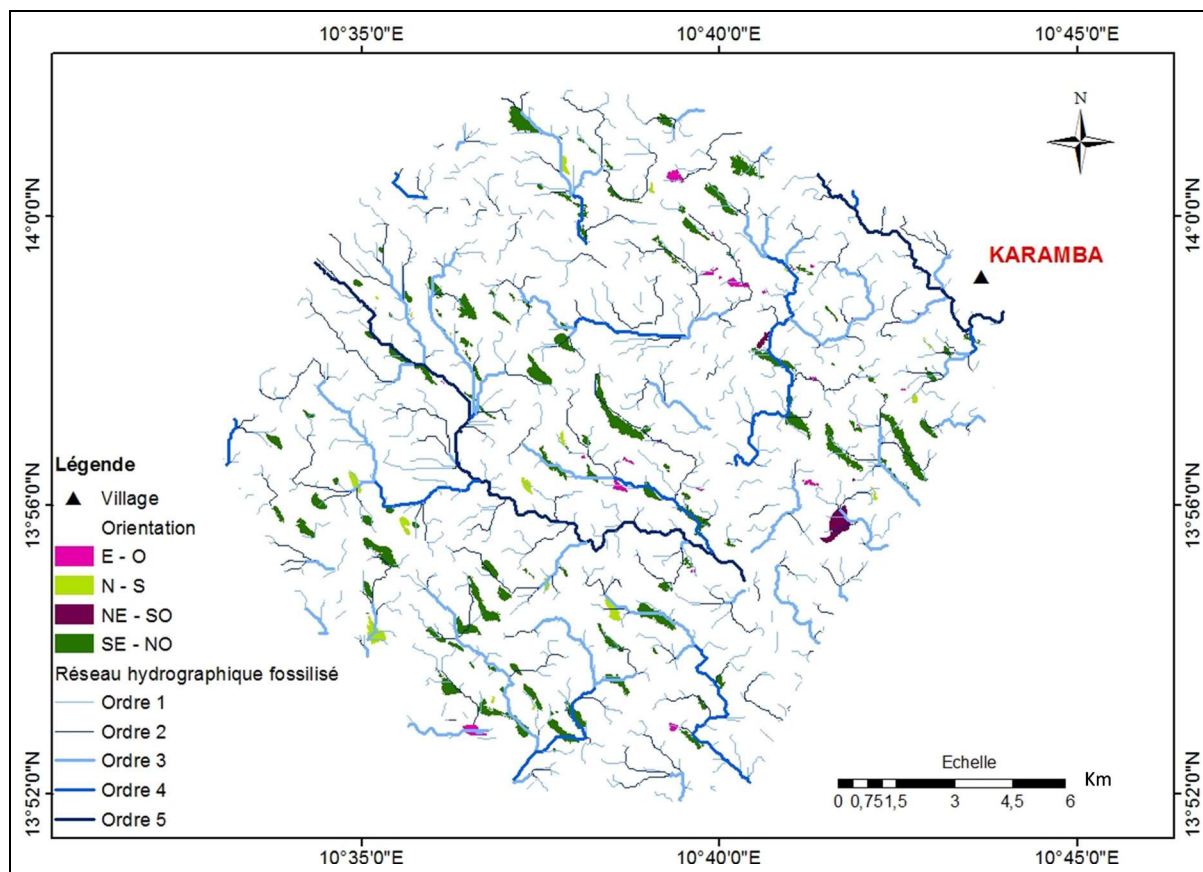 10°35'0"E 10°40'0"E 10°45'0"E
N
14°0'0"N 14°0'0"N
KARAMBA
13°56'0"N 13°56'0"N
Légende
Village
Orientation
E - O
N - S
NE - SO
SE - NO
Réseau hydrographique fossilisé
Ordre 1
Ordre 2
Ordre 3
Ordre 4
Ordre 5
Echelle
Km
0 0,75 1,5 3 4,5 6
13°52'0"N 13°52'0"N
10°35'0"E 10°40'0"E 10°45'0"E